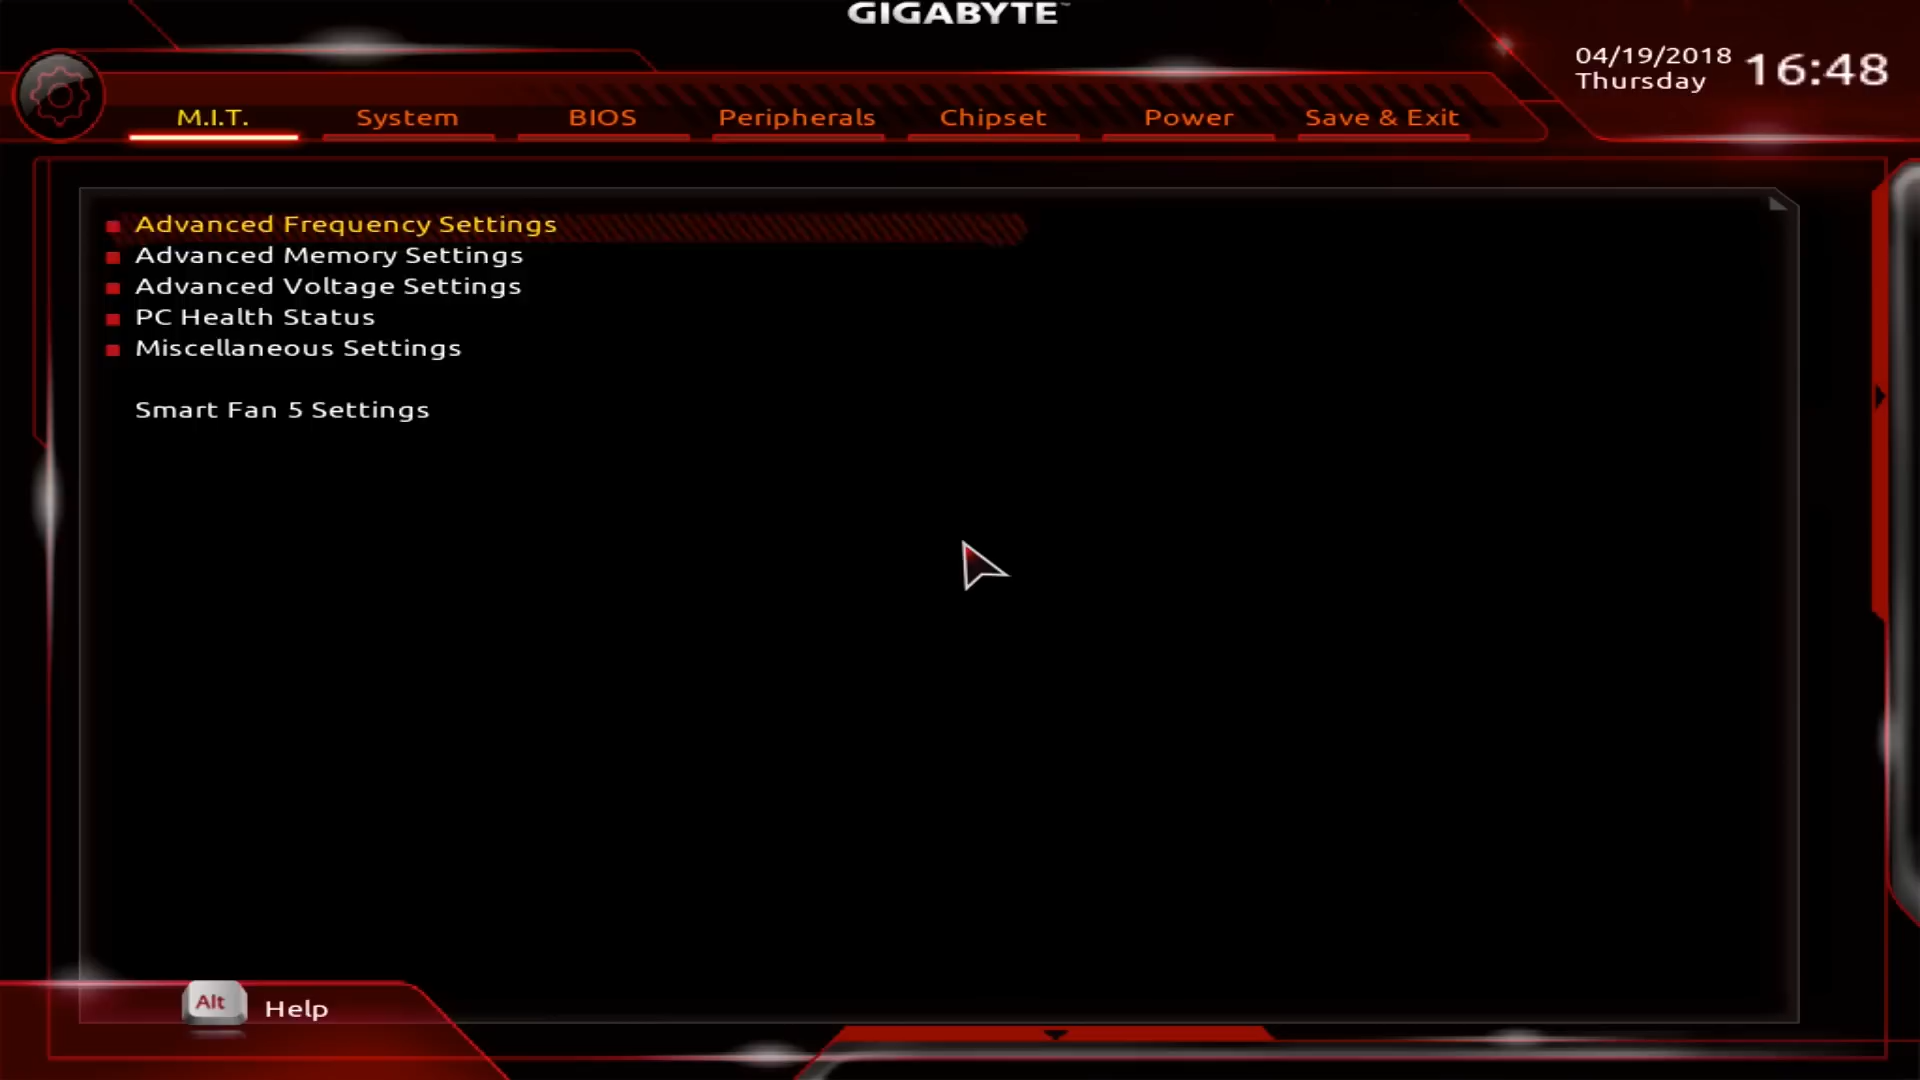 GIGABYTE™
04/19/2018
Thursday
16:48
M.I.T.
System
BIOS
Peripherals
Chipset
Power
Save & Exit
Advanced Frequency Settings
Advanced Memory Settings
Advanced Voltage Settings
PC Health Status
Miscellaneous Settings
Smart Fan 5 Settings
Alt
Help